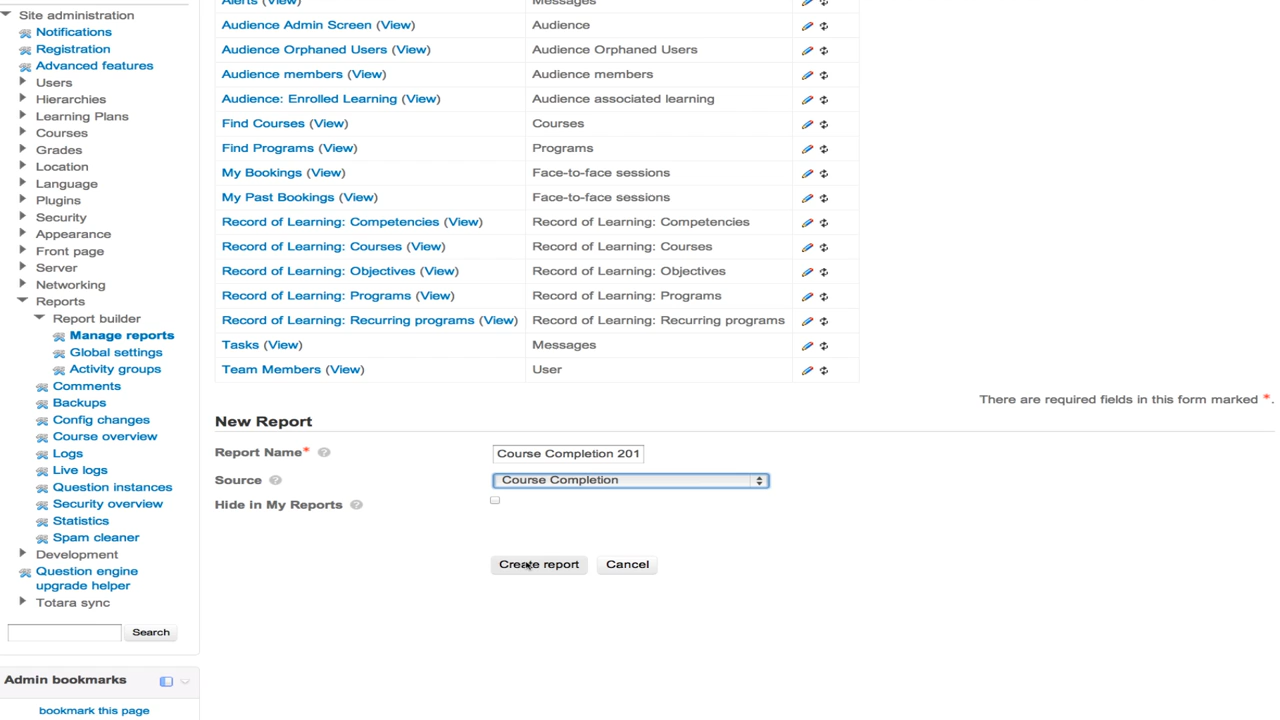 Site administration
Notifications
Registration
Advanced features
Users
Hierarchies
Learning Plans
Courses
Grades
Location
Language
Plugins
Security
Appearance
Front page
Server
Networking
Reports
Report builder
Manage reports
Global settings
Activity groups
Comments
Backups
Config changes
Course overview
Logs
Live logs
Question instances
Security overview
Statistics
Spam cleaner
Development
Question engine
upgrade helper
Totara sync
Search
Admin bookmarks
bookmark this page
Alerts (View) Messages
Audience Admin Screen (View) Audience
Audience Orphaned Users (View) Audience Orphaned Users
Audience members (View) Audience members
Audience: Enrolled Learning (View) Audience associated learning
Find Courses (View) Courses
Find Programs (View) Programs
My Bookings (View) Face-to-face sessions
My Past Bookings (View) Face-to-face sessions
Record of Learning: Competencies (View) Record of Learning: Competencies
Record of Learning: Courses (View) Record of Learning: Courses
Record of Learning: Objectives (View) Record of Learning: Objectives
Record of Learning: Programs (View) Record of Learning: Programs
Record of Learning: Recurring programs (View) Record of Learning: Recurring programs
Tasks (View) Messages
Team Members (View) User
There are required fields in this form marked *.
New Report
Report Name* Course Completion 201
Source Course Completion
Hide in My Reports
Create report Cancel